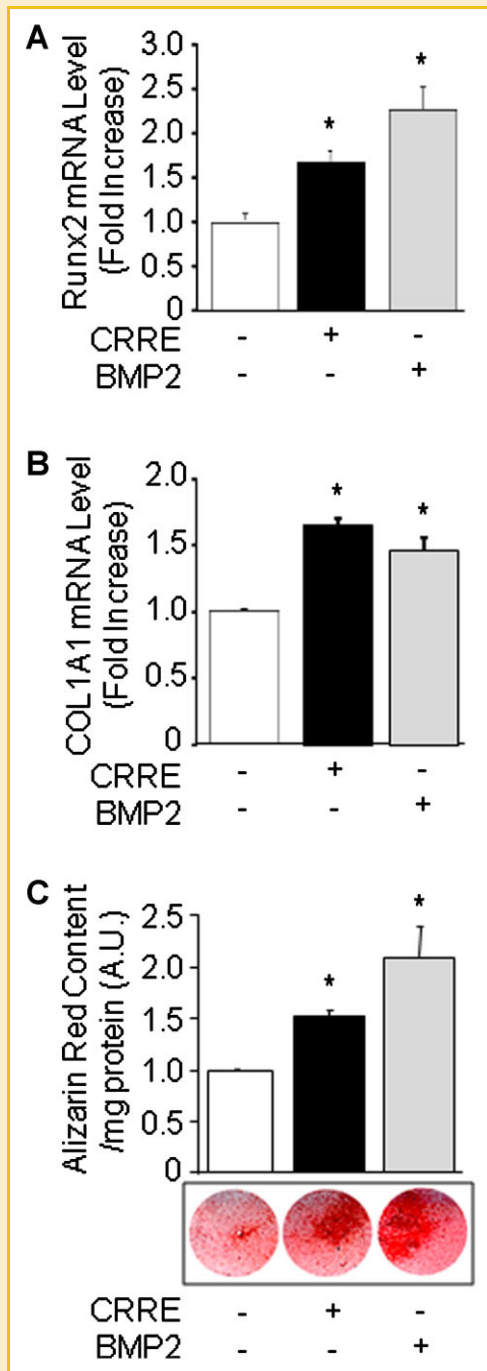 A
Runx2 mRNA Level
(Fold Increase)
3.0
2.5
2.0
1.5
1.0
0.5
0
*
*
CRRE - + -
BMP2 - - +
B
COL1A1 mRNA Level
(Fold Increase)
2.0
1.5
1.0
0.5
0
*
*
CRRE - + -
BMP2 - - +
C
Alizarin Red Content
/mg protein (A.U.)
2.5
2.0
1.5
1.0
0.5
0
*
*
CRRE - + -
BMP2 - - +